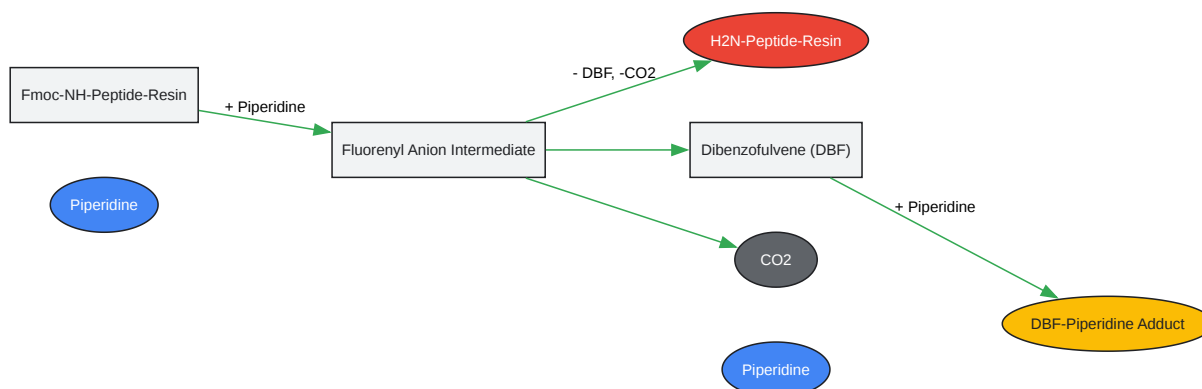 H2N-Peptide-Resin
- DBF, -CO2
Fmoc-NH-Peptide-Resin
+ Piperidine
Fluorenyl Anion Intermediate
Dibenzofulvene (DBF)
Piperidine
+ Piperidine
CO2
DBF-Piperidine Adduct
Piperidine